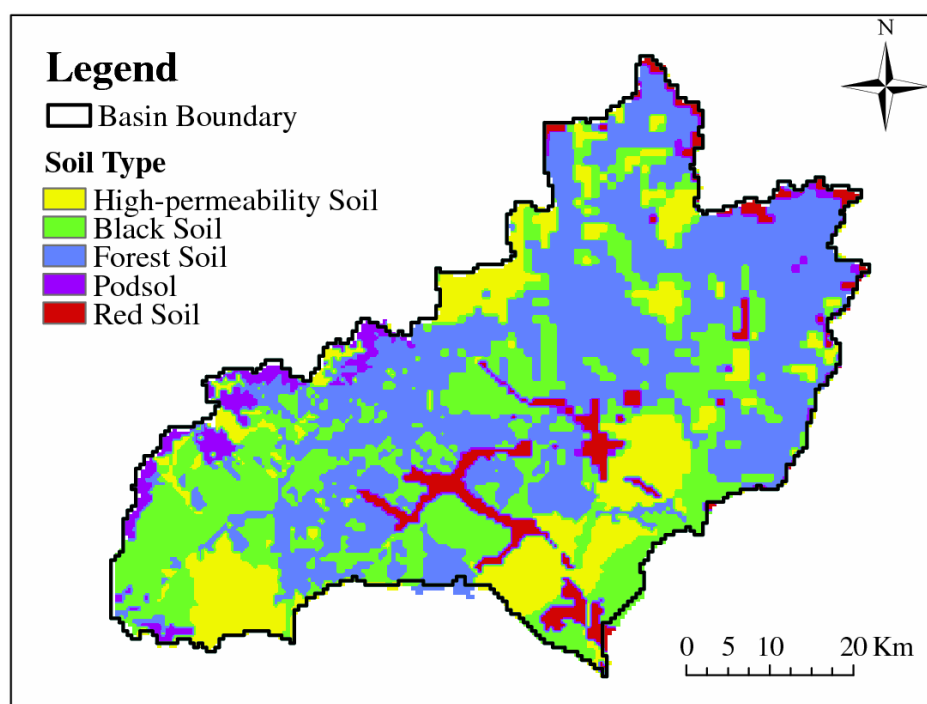 N
Legend
Basin Boundary
Soil Type
High-permeability Soil
Black Soil
Forest Soil
Podsol
Red Soil
0 5 10 20 Km